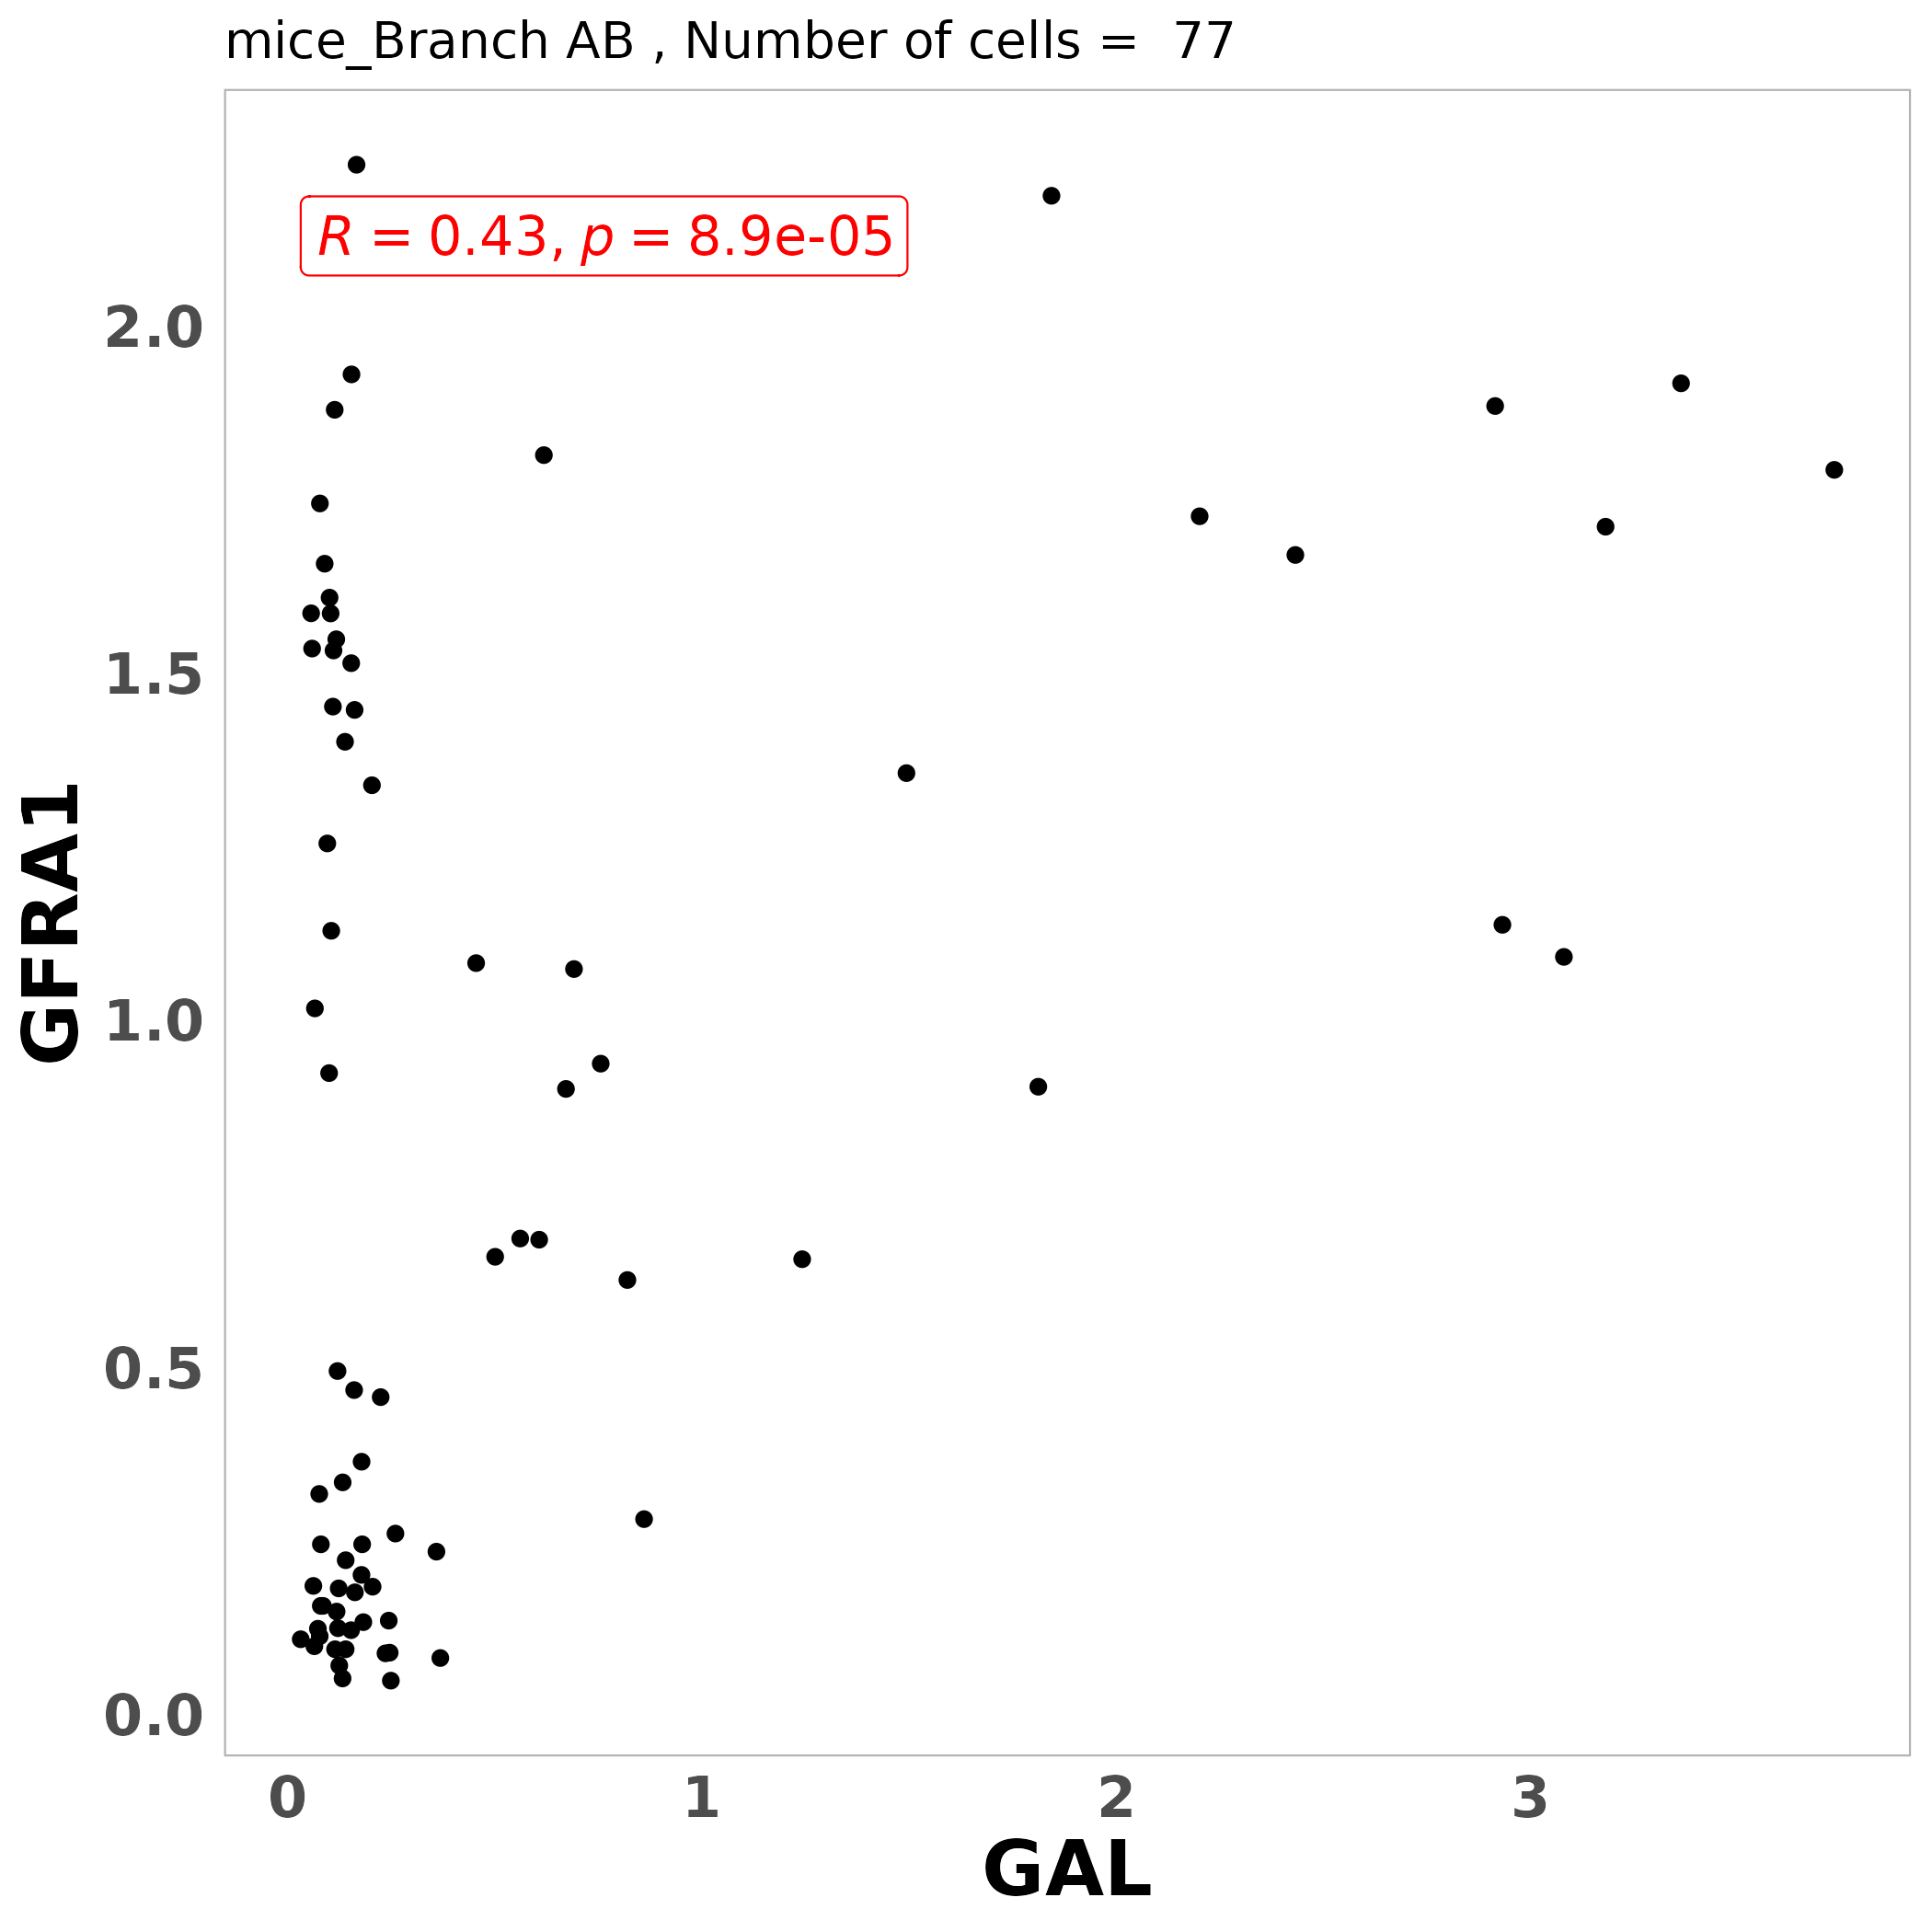 mice_Branch AB , Number of cells =  77
R = 0.43, p = 8.9e-05
2.0
1.5
1.0
0.5
0.0
GFRA1
0 1 2 3
GAL